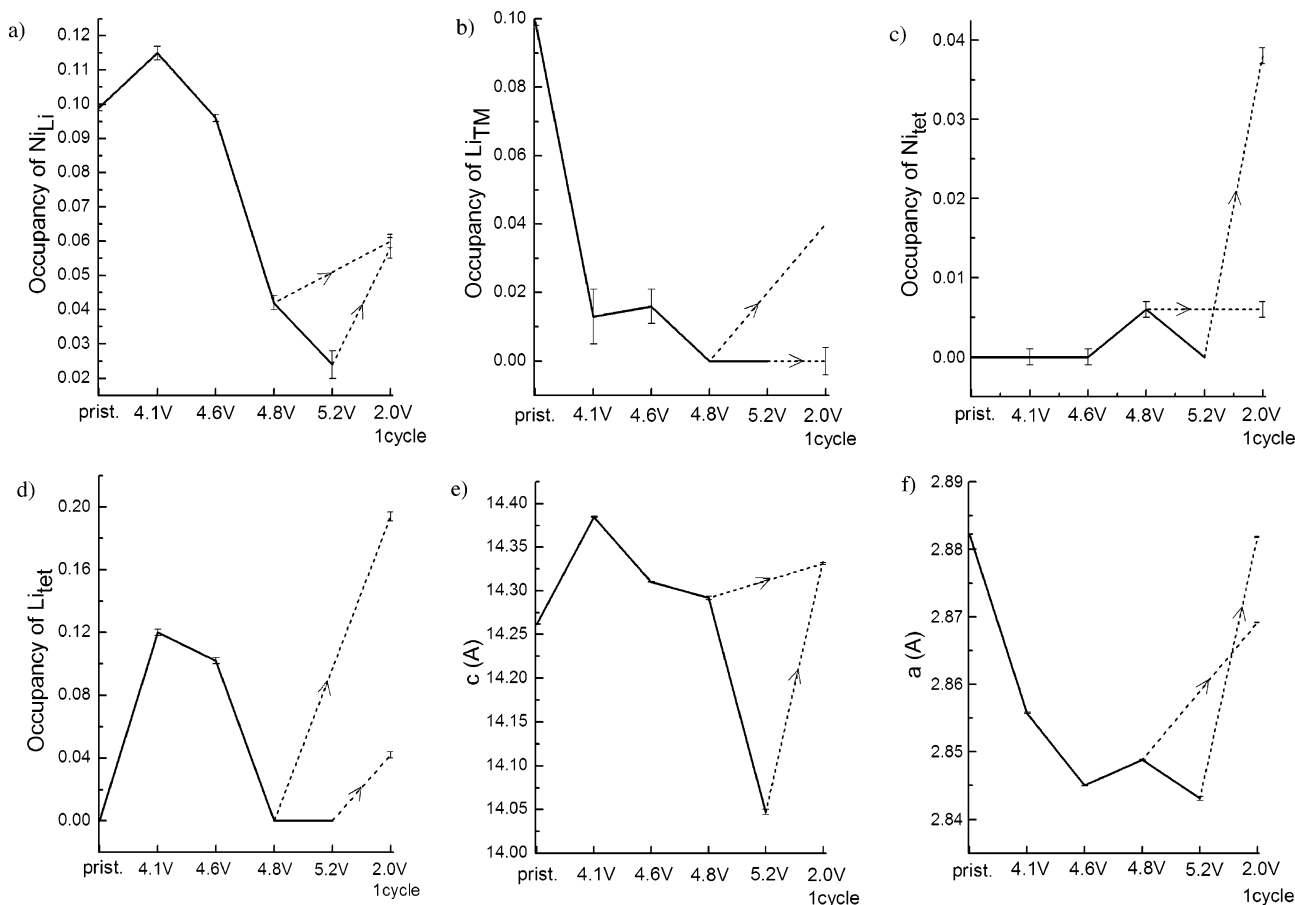 a)
Occupancy of NiLi
0.12
0.11
0.10
0.09
0.08
0.07
0.06
0.05
0.04
0.03
0.02
prist. 4.1V 4.6V 4.8V 5.2V 2.0V
1cycle
b)
Occupancy of LiTM
0.10
0.08
0.06
0.04
0.02
0.00
prist. 4.1V 4.6V 4.8V 5.2V 2.0V
1cycle
c)
Occupancy of Nitet
0.04
0.03
0.02
0.01
0.00
prist. 4.1V 4.6V 4.8V 5.2V 2.0V
1cycle
d)
Occupancy of Litet
0.20
0.16
0.12
0.08
0.04
0.00
prist. 4.1V 4.6V 4.8V 5.2V 2.0V
1cycle
e)
c (A)
14.40
14.35
14.30
14.25
14.20
14.15
14.10
14.05
14.00
prist. 4.1V 4.6V 4.8V 5.2V 2.0V
1cycle
f)
a (A)
2.89
2.88
2.87
2.86
2.85
2.84
prist. 4.1V 4.6V 4.8V 5.2V 2.0V
1cycle